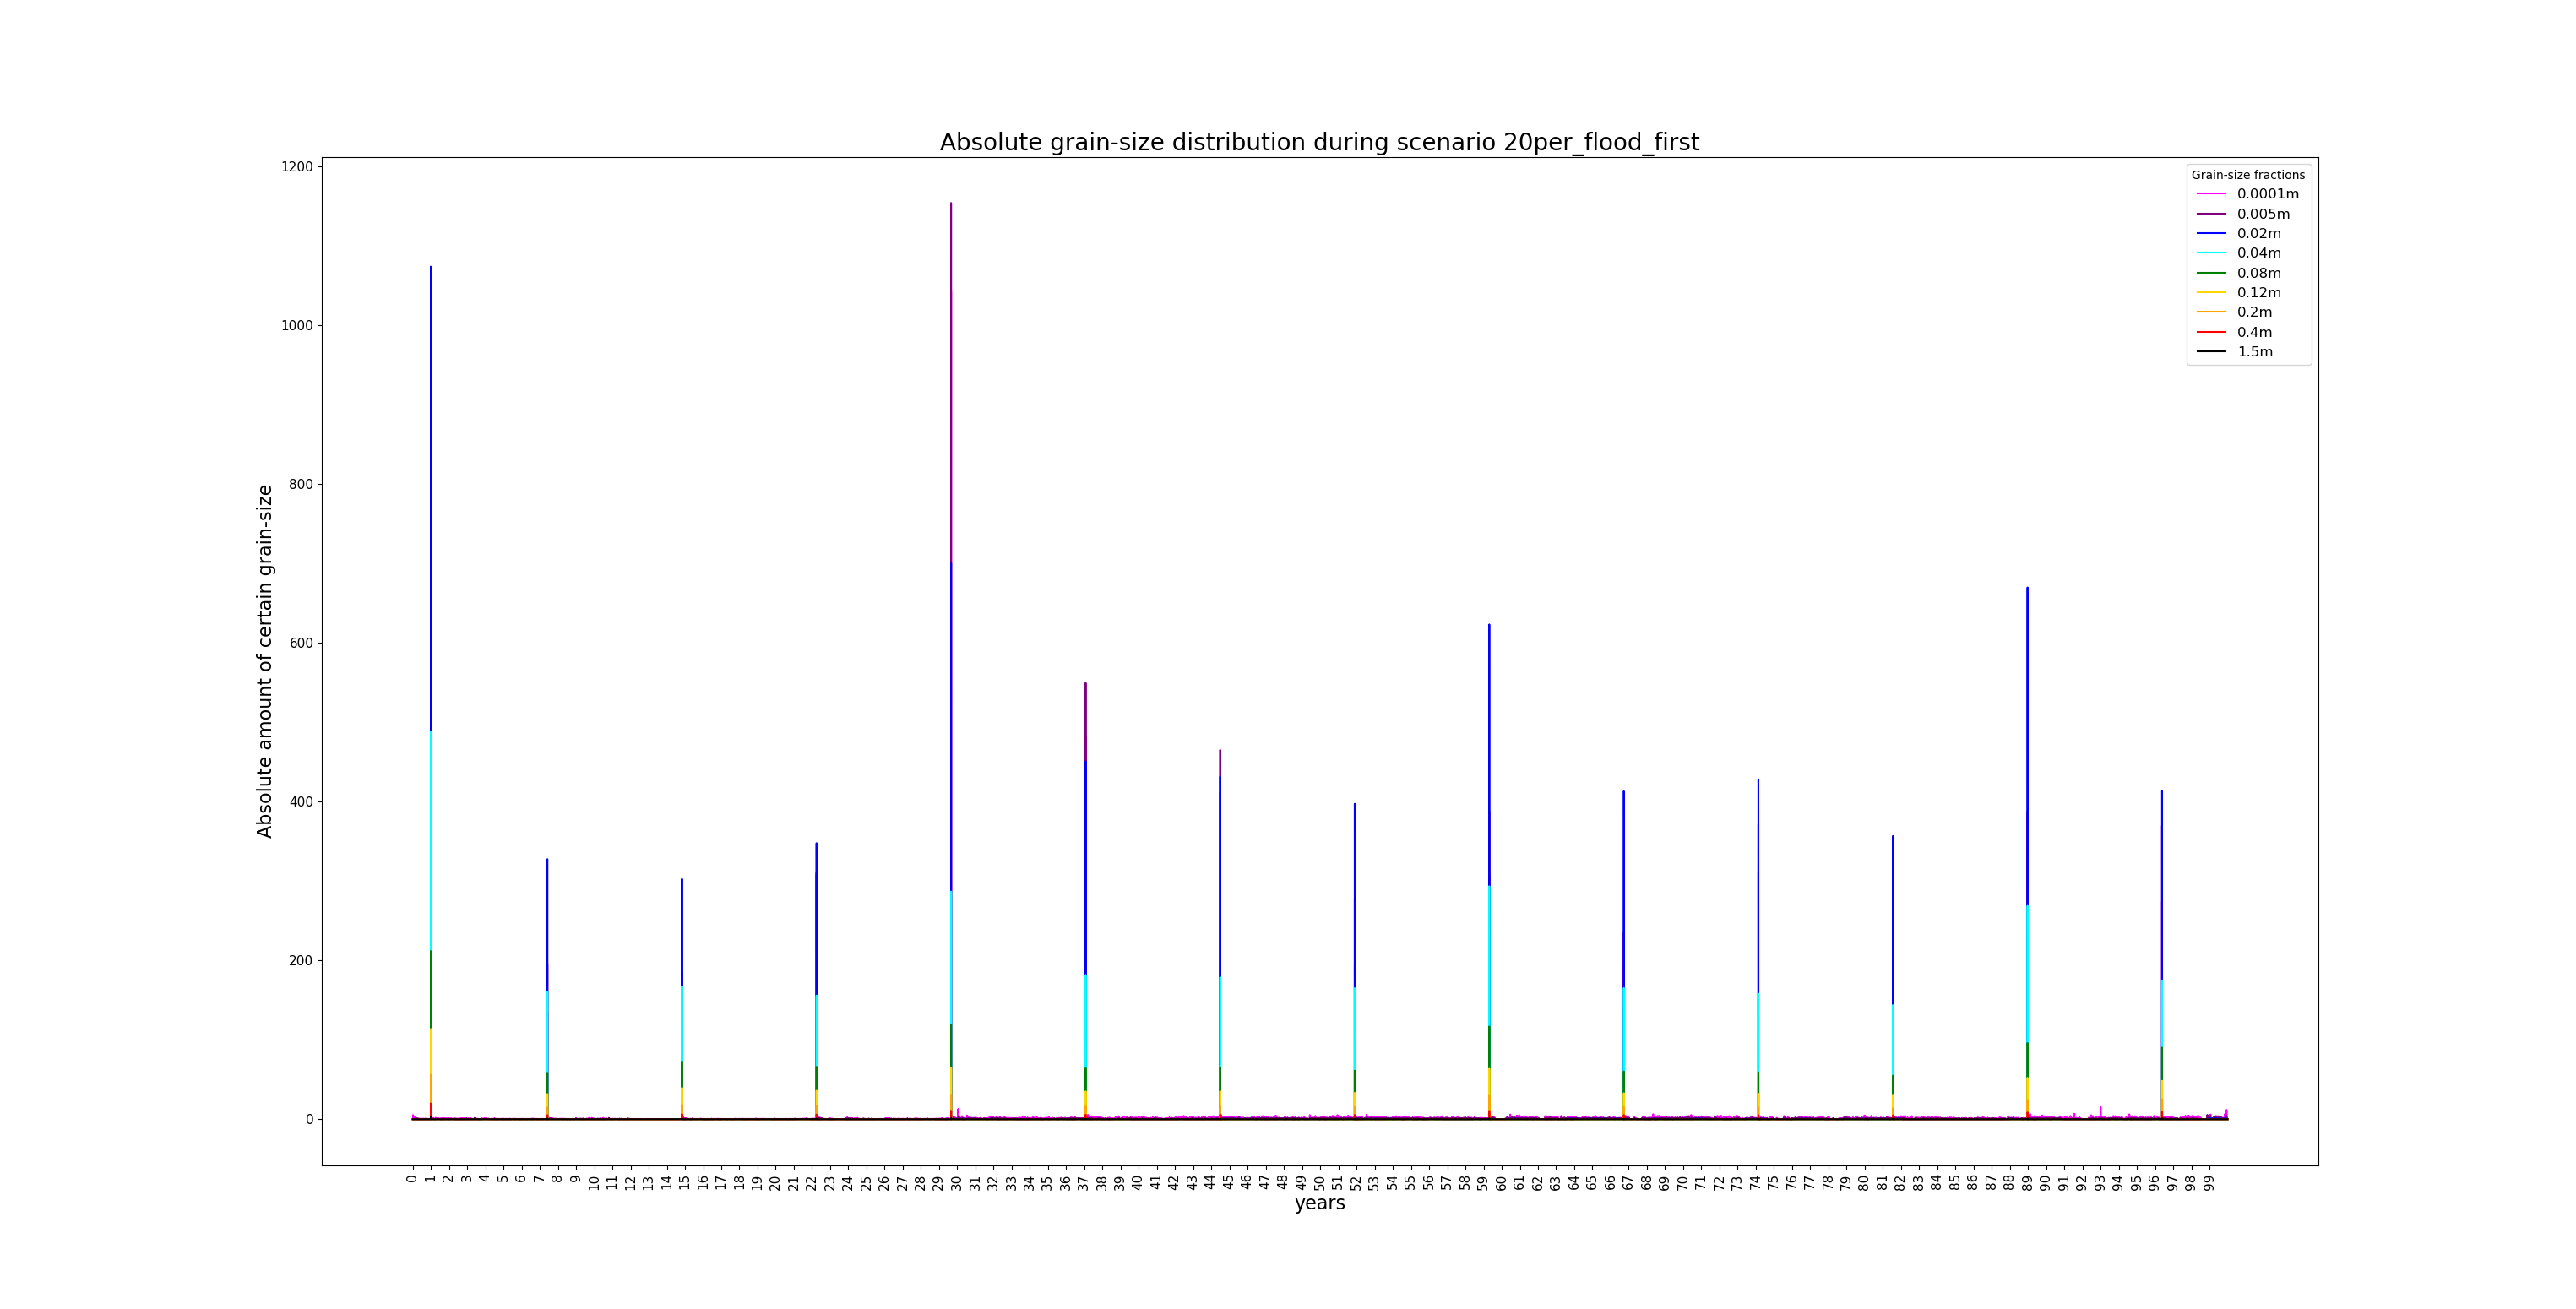 Absolute grain-size distribution during scenario 20per_flood_first
1200
1000
800
600
400
200
0
Absolute amount of certain grain-size
Grain-size fractions
0.0001m
0.005m
0.02m
0.04m
0.08m
0.12m
0.2m
0.4m
1.5m
0 1 2 3 4 5 6 7 8 9 10 11 12 13 14 15 16 17 18 19 20 21 22 23 24 25 26 27 28 29 30 31 32 33 34 35 36 37 38 39 40 41 42 43 44 45 46 47 48 49 50 51 52 53 54 55 56 57 58 59 60 61 62 63 64 65 66 67 68 69 70 71 72 73 74 75 76 77 78 79 80 81 82 83 84 85 86 87 88 89 90 91 92 93 94 95 96 97 98 99
years